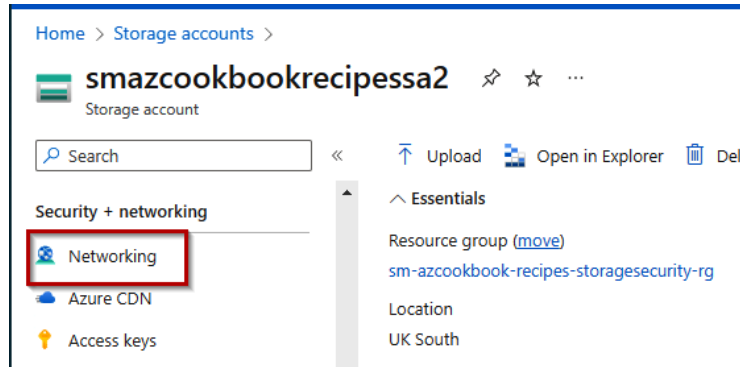 Home > Storage accounts >
smazcookbookrecipessa2
Storage account
Search
Upload
Open in Explorer
Del
Security + networking
Networking
Azure CDN
Access keys
Essentials
Resource group (move)
sm-azcookbook-recipes-storagesecurity-rg
Location
UK South